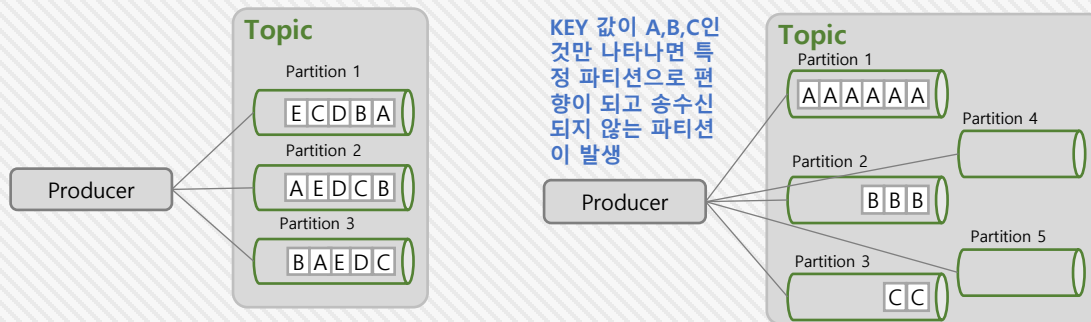 Topic
Partition 1
E C D B A
Partition 2
A E D C B
Partition 3
B A E D C
Producer
KEY 값이 A,B,C인
것만 나타나면 특
정 파티션으로 편
향이 되고 송수신
되지 않는 파티션
이 발생
Topic
Partition 1
A A A A A A
Partition 4
Partition 2
B B B
Producer
Partition 5
Partition 3
C C